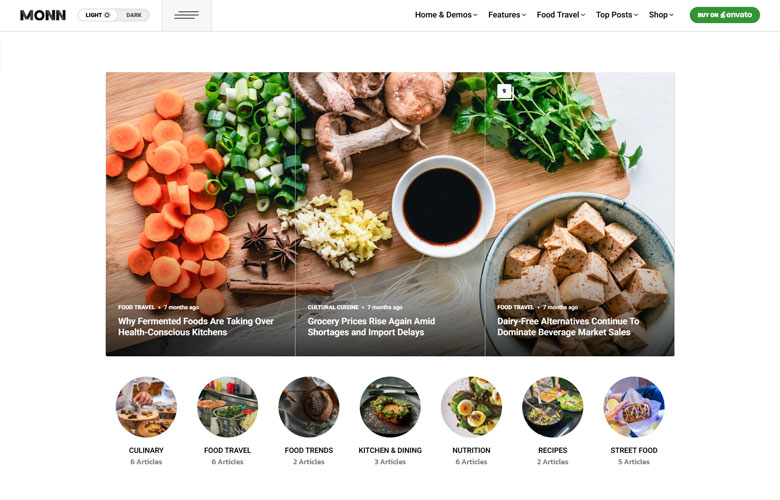 MONN
LIGHT DARK
Home & Demos Features Food Travel Top Posts Shop
BUY ON envato
9
FOOD TRAVEL • 7 months ago
Why Fermented Foods Are Taking Over
Health-Conscious Kitchens
CULTURAL CUISINE • 7 months ago
Grocery Prices Rise Again Amid
Shortages and Import Delays
FOOD TRAVEL • 7 months ago
Dairy-Free Alternatives Continue To
Dominate Beverage Market Sales
CULINARY
6 Articles
FOOD TRAVEL
6 Articles
FOOD TRENDS
2 Articles
KITCHEN & DINING
3 Articles
NUTRITION
6 Articles
RECIPES
2 Articles
STREET FOOD
5 Articles